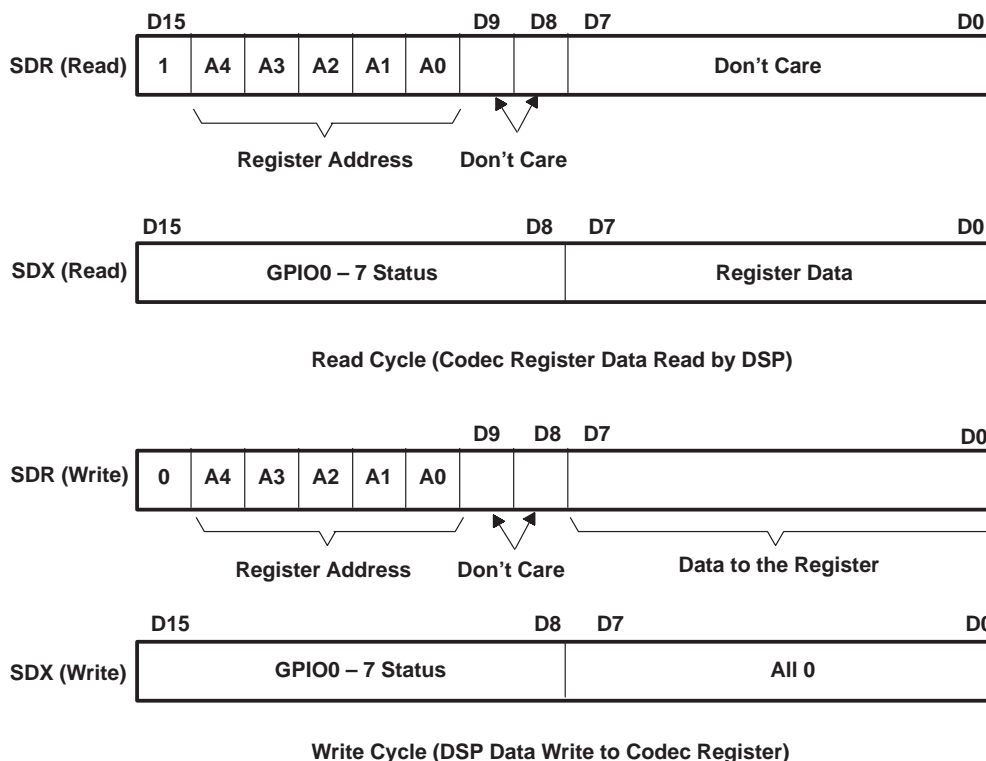 D15 D9 D8 D7 D0
SDR (Read) 1 A4 A3 A2 A1 A0 Don't Care
Register Address Don't Care
D15 D8 D7 D0
SDX (Read) GPIO0 – 7 Status Register Data
Read Cycle (Codec Register Data Read by DSP)
D9 D8 D7 D0
SDR (Write) 0 A4 A3 A2 A1 A0
Register Address Don't Care Data to the Register
D15 D8 D7 D0
SDX (Write) GPIO0 – 7 Status All 0
Write Cycle (DSP Data Write to Codec Register)